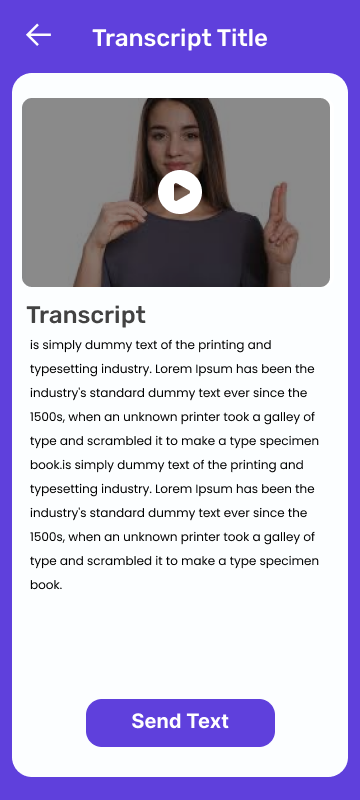 Transcript Title
Transcript
is simply dummy text of the printing and
typesetting industry. Lorem Ipsum has been the
industry's standard dummy text ever since the
1500s, when an unknown printer took a galley of
type and scrambled it to make a type specimen
book.is simply dummy text of the printing and
typesetting industry. Lorem Ipsum has been the
industry's standard dummy text ever since the
1500s, when an unknown printer took a galley of
type and scrambled it to make a type specimen
book.
Send Text